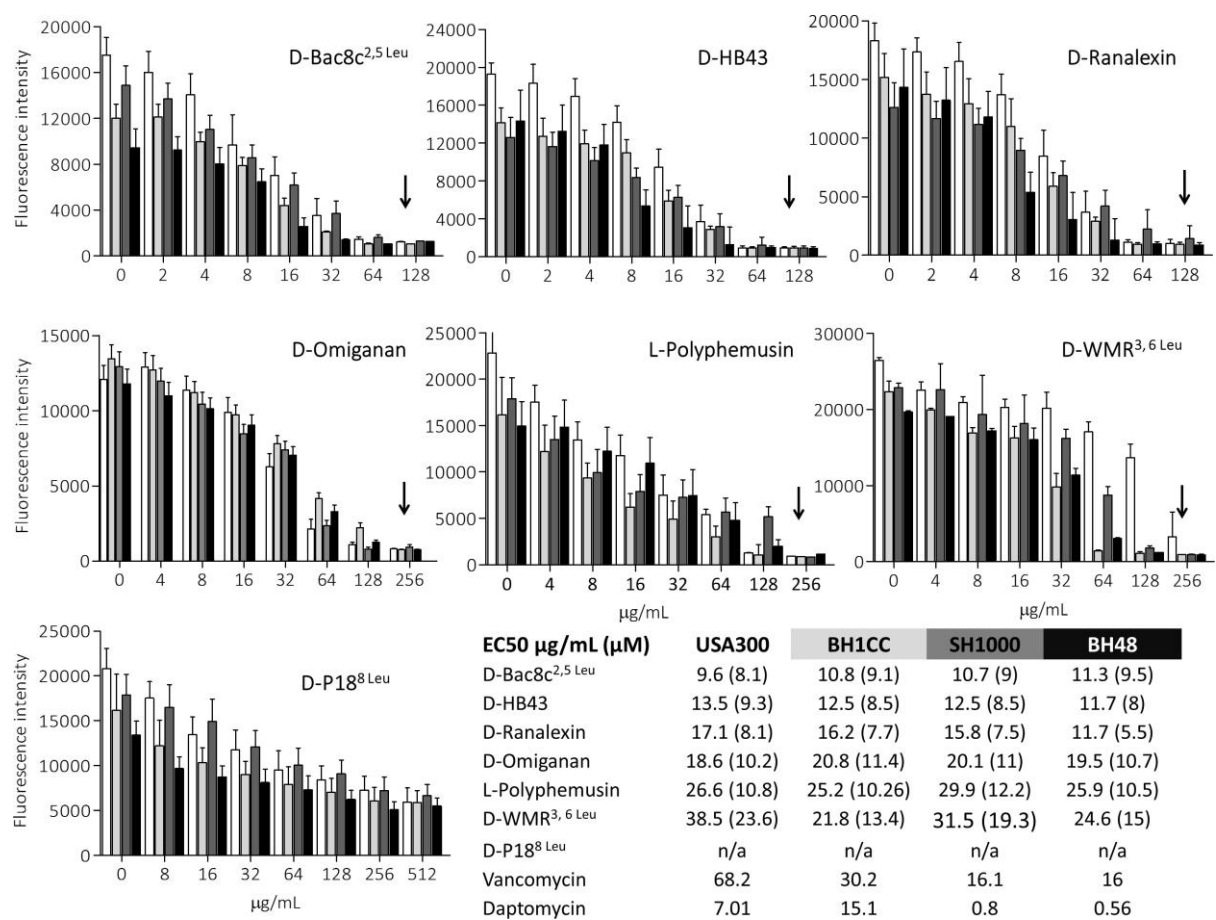 D-Bac8c2,5 Leu
Fluorescence intensity
20000
16000
12000
8000
4000
0
0 2 4 8 16 32 64 128
D-HB43
24000
20000
16000
12000
8000
4000
0
0 2 4 8 16 32 64 128
D-Ranalexin
20000
15000
10000
5000
0
0 2 4 8 16 32 64 128
D-Omiganan
Fluorescence intensity
15000
10000
5000
0
0 4 8 16 32 64 128 256
L-Polyphemusin
25000
20000
15000
10000
5000
0
0 4 8 16 32 64 128 256
µg/mL
D-WMR3, 6 Leu
30000
20000
10000
0
0 4 8 16 32 64 128 256
µg/mL
D-P188 Leu
Fluorescence intensity
25000
20000
15000
10000
5000
0
0 8 16 32 64 128 256 512
µg/mL
EC50 µg/mL (µM) USA300 BH1CC SH1000 BH48
D-Bac8c2,5 Leu 9.6 (8.1) 10.8 (9.1) 10.7 (9) 11.3 (9.5)
D-HB43 13.5 (9.3) 12.5 (8.5) 12.5 (8.5) 11.7 (8)
D-Ranalexin 17.1 (8.1) 16.2 (7.7) 15.8 (7.5) 11.7 (5.5)
D-Omiganan 18.6 (10.2) 20.8 (11.4) 20.1 (11) 19.5 (10.7)
L-Polyphemusin 26.6 (10.8) 25.2 (10.26) 29.9 (12.2) 25.9 (10.5)
D-WMR3, 6 Leu 38.5 (23.6) 21.8 (13.4) 31.5 (19.3) 24.6 (15)
D-P188 Leu n/a n/a n/a n/a
Vancomycin 68.2 30.2 16.1 16
Daptomycin 7.01 15.1 0.8 0.56